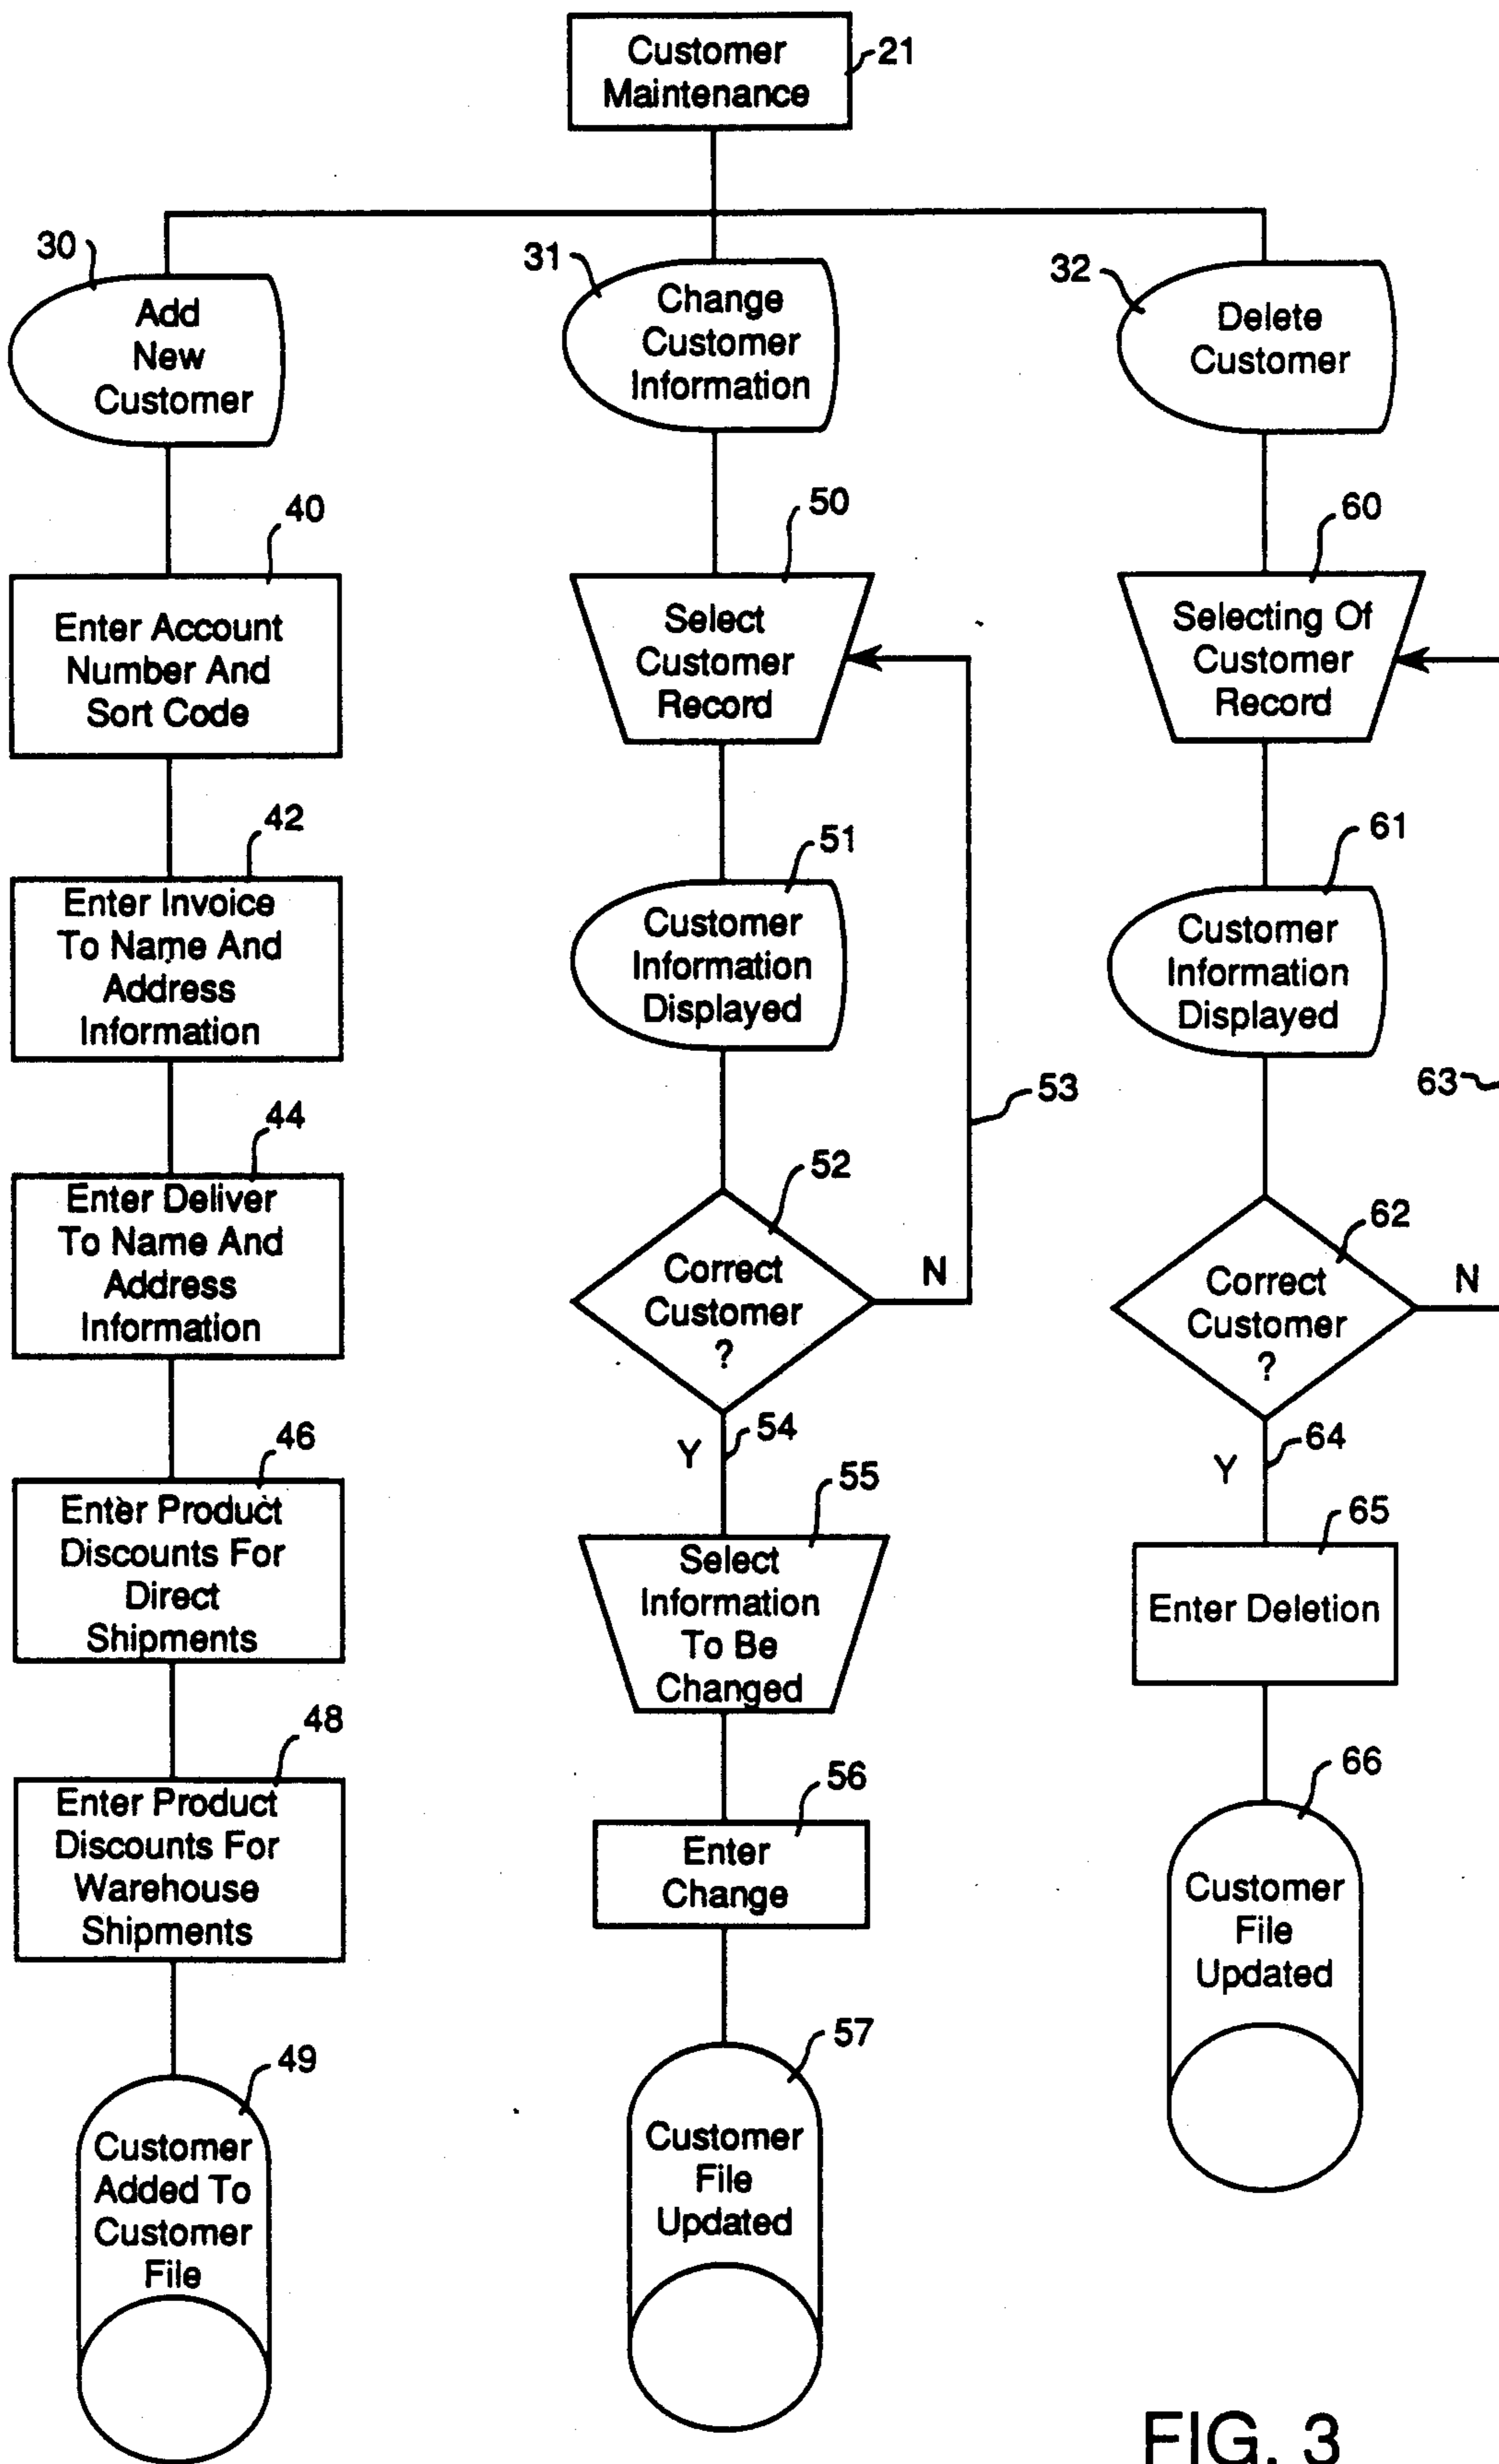 Customer
Maintenance
21
30
Add
New
Customer
40
Enter Account
Number And
Sort Code
42
Enter Invoice
To Name And
Address
Information
44
Enter Deliver
To Name And
Address
Information
46
Enter Product
Discounts For
Direct
Shipments
48
Enter Product
Discounts For
Warehouse
Shipments
49
Customer
Added To
Customer
File
31
Change
Customer
Information
50
Select
Customer
Record
51
Customer
Information
Displayed
53
52
Correct
Customer
?
N
Y
54
55
Select
Information
To Be
Changed
56
Enter
Change
57
Customer
File
Updated
32
Delete
Customer
60
Selecting Of
Customer
Record
61
Customer
Information
Displayed
63
62
Correct
Customer
?
N
Y
64
65
Enter Deletion
66
Customer
File
Updated
FIG. 3